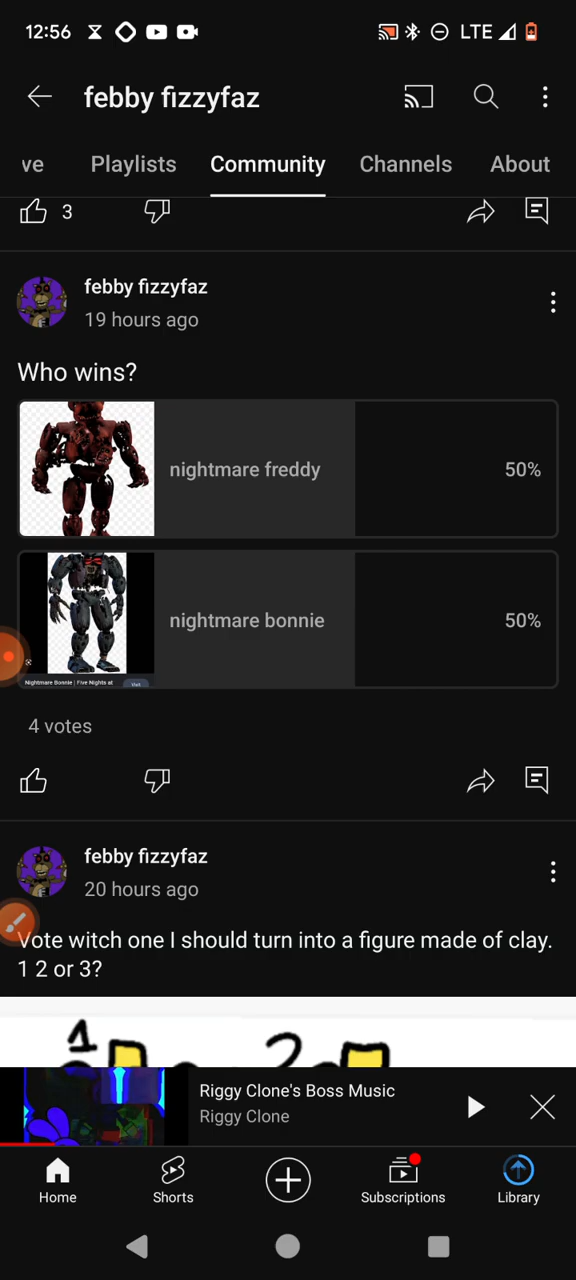 12:56
LTE
febby fizzyfaz
ve
Playlists
Community
Channels
About
3
febby fizzyfaz
19 hours ago
Who wins?
nightmare freddy
50%
nightmare bonnie
50%
Nightmare Bonnie | Five Nights at
Visit
4 votes
febby fizzyfaz
20 hours ago
Vote witch one I should turn into a figure made of clay.
1 2 or 3?
1
2
Riggy Clone's Boss Music
Riggy Clone
Home
Shorts
Subscriptions
Library